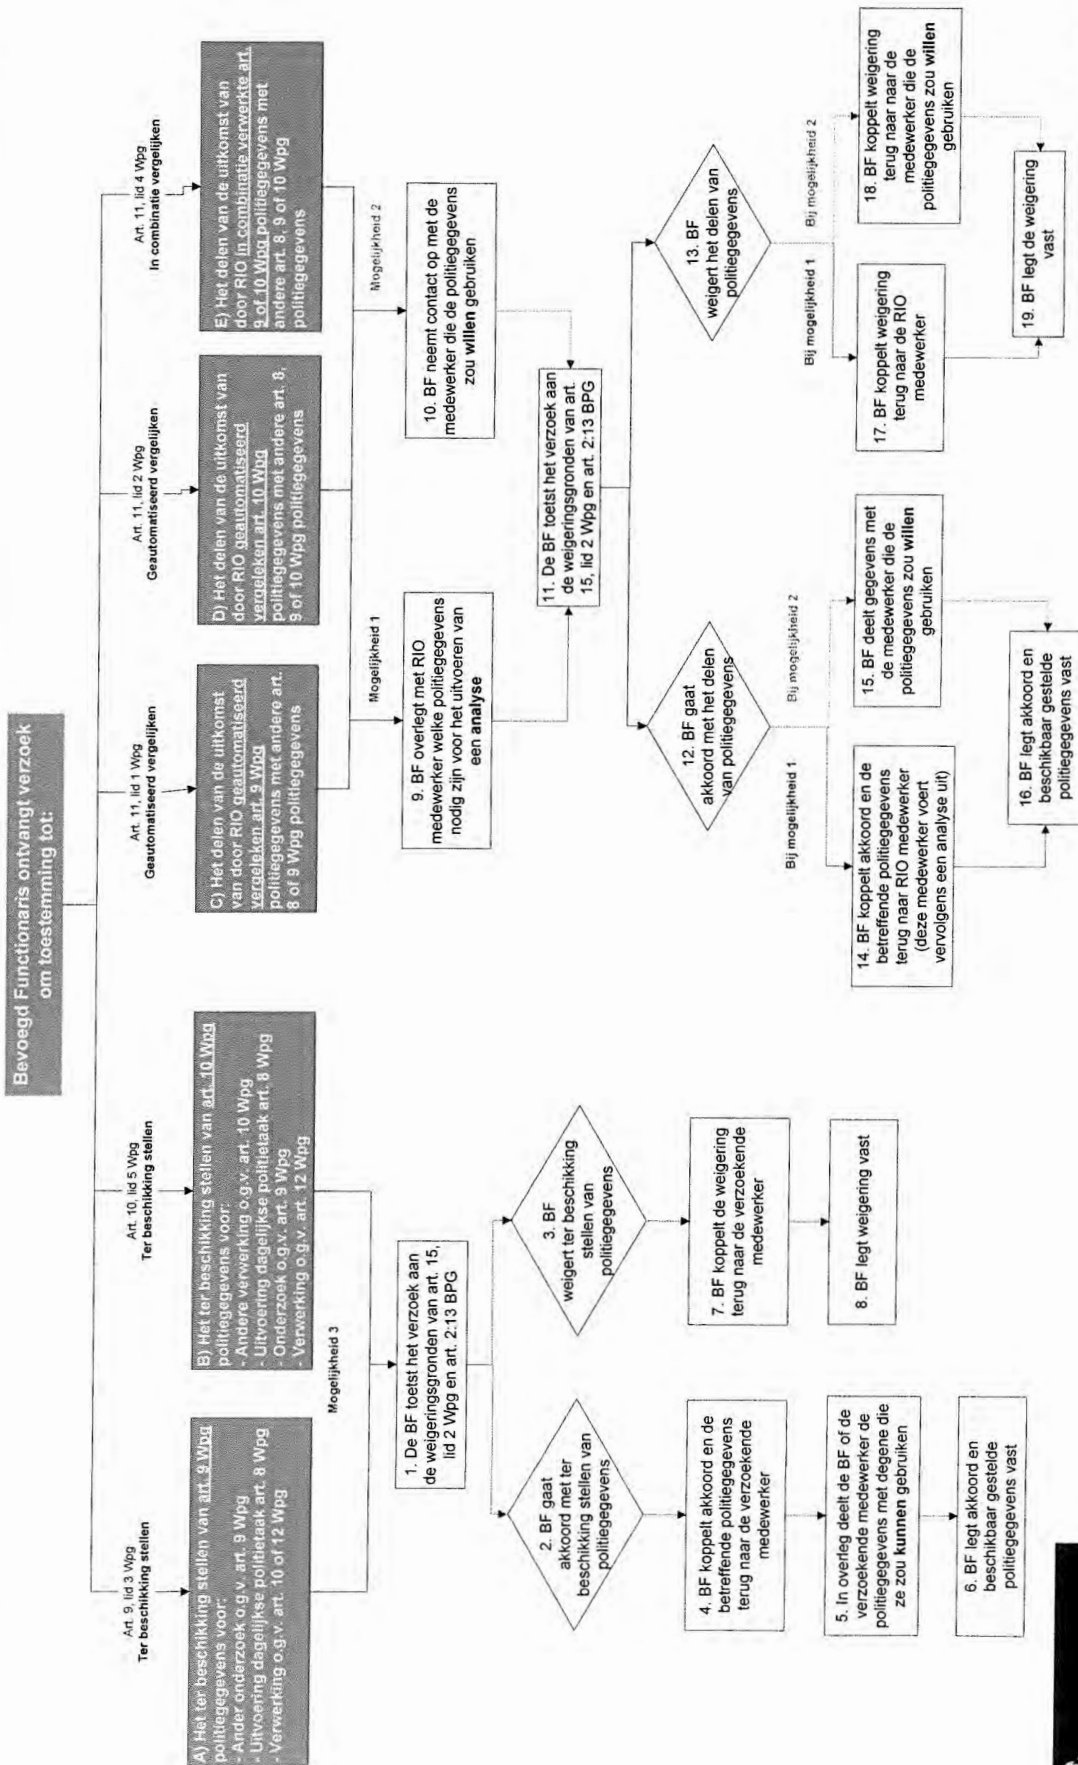 Bevoegd Functionaris ontvangt verzoek
om toestemming tot:
Art. 9, lid 3 Wpg
Ter beschikking stellen
Art. 10, lid 5 Wpg
Ter beschikking stellen
Art. 11, lid 1 Wpg
Geautomatiseerd vergelijken
Art. 11, lid 2 Wpg
Geautomatiseerd vergelijken
Art. 11, lid 4 Wpg
In combinatie vergelijken
A) Het ter beschikking stellen van art. 9 Wpg
politiegegevens voor:
- Ander onderzoek o.g.v. art. 9 Wpg
- Uitvoering dagelijkse politietaak art. 8 Wpg
- Verwerking o.g.v. art. 10 of 12 Wpg
B) Het ter beschikking stellen van art. 10 Wpg
politiegegevens voor:
- Andere verwerking o.g.v. art. 10 Wpg
- Uitvoering dagelijkse politietaak art. 8 Wpg
- Onderzoek o.g.v. art. 9 Wpg
- Verwerking o.g.v. art. 12 Wpg
C) Het delen van de uitkomst
van door RIO geautomatiseerd
vergeleken art. 9 Wpg
politiegegevens met andere art.
8 of 9 Wpg politiegegevens
D) Het delen van de uitkomst van
door RIO geautomatiseerd
vergeleken art. 10 Wpg
politiegegevens met andere art. 8,
9 of 10 Wpg politiegegevens
E) Het delen van de uitkomst van
door RIO in combinatie verwerkte art.
9 of 10 Wpg politiegegevens met
andere art. 8, 9 of 10 Wpg
politiegegevens
Mogelijkheid 3
Mogelijkheid 1
Mogelijkheid 2
1. De BF toetst het verzoek aan
de weigeringsgronden van art. 15,
lid 2 Wpg en art. 2:13 BPG
2. BF gaat
akkoord met ter
beschikking stellen van
politiegegevens
3. BF
weigert ter beschikking
stellen van
politiegegevens
4. BF koppelt akkoord en de
betreffende politiegegevens
terug naar de verzoekende
medewerker
5. In overleg deelt de BF of de
verzoekende medewerker de
politiegegevens met degene die
ze zou kunnen gebruiken
6. BF legt akkoord en
beschikbaar gestelde
politiegegevens vast
7. BF koppelt de weigering
terug naar de verzoekende
medewerker
8. BF legt weigering vast
9. BF overlegt met RIO
medewerker welke politiegegevens
nodig zijn voor het uitvoeren van
een analyse
10. BF neemt contact op met de
medewerker die de politiegegevens
zou willen gebruiken
11. De BF toetst het verzoek aan
de weigeringsgronden van art.
15, lid 2 Wpg en art. 2:13 BPG
12. BF gaat
akkoord met het delen
van politiegegevens
13. BF
weigert het delen van
politiegegevens
Bij mogelijkheid 1
Bij mogelijkheid 2
Bij mogelijkheid 1
Bij mogelijkheid 2
14. BF koppelt akkoord en de
betreffende politiegegevens
terug naar RIO medewerker
(deze medewerker voert
vervolgens een analyse uit)
15. BF deelt gegevens met
de medewerker die de
politiegegevens zou willen
gebruiken
16. BF legt akkoord en
beschikbaar gestelde
politiegegevens vast
17. BF koppelt weigering
terug naar de RIO
medewerker
18. BF koppelt weigering
terug naar de
medewerker die de
politiegegevens zou willen
gebruiken
19. BF legt de weigering
vast